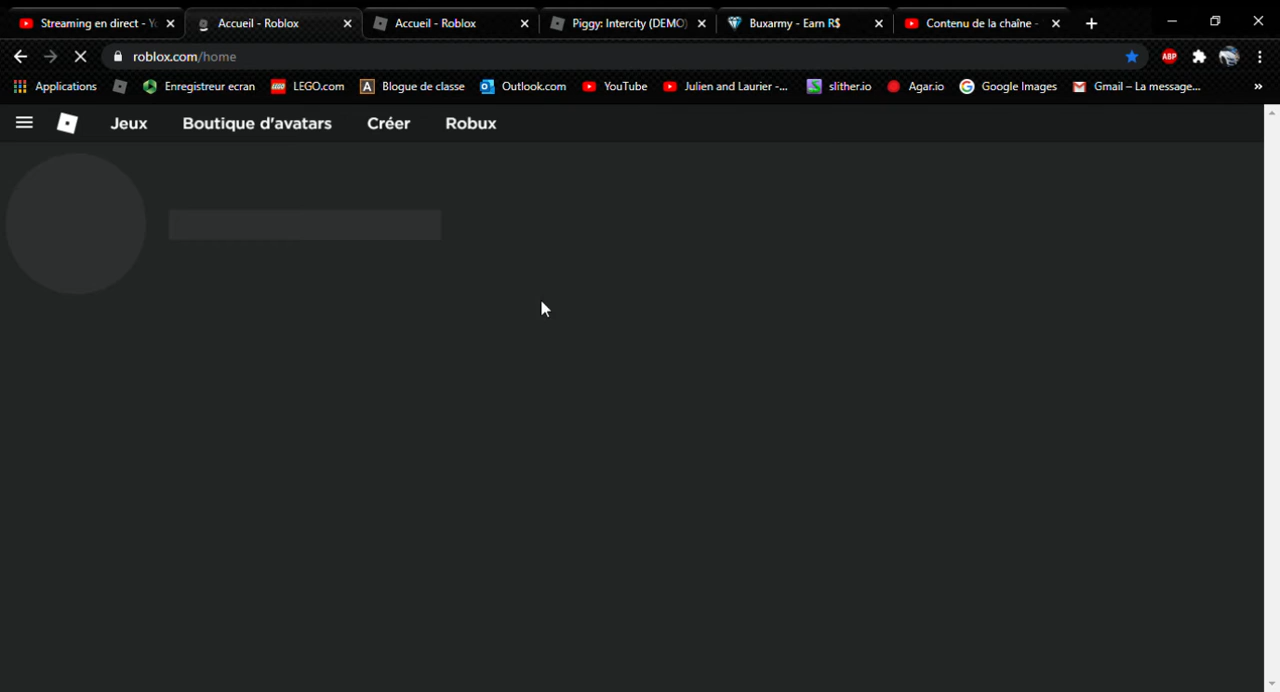 Streaming en direct - Yo
Accueil - Roblox
Accueil - Roblox
Piggy: Intercity (DEMO)
Buxarmy - Earn R$
Contenu de la chaîne -
roblox.com/home
ABP
Applications
Enregistreur ecran
LEGO.com
Blogue de classe
Outlook.com
YouTube
Julien and Laurier -...
slither.io
Agar.io
Google Images
Gmail – La message...
Jeux
Boutique d'avatars
Créer
Robux